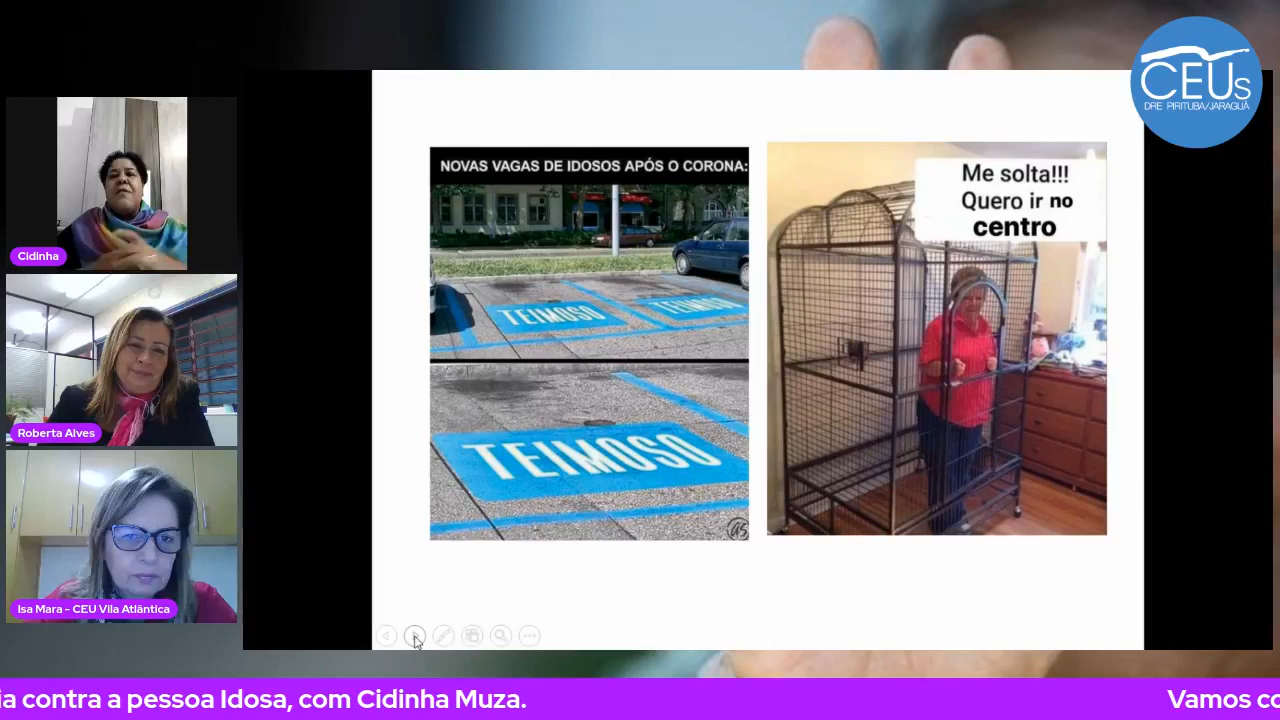 CEUs
DRE PIRITUBA/JARAGUÁ
NOVAS VAGAS DE IDOSOS APÓS O CORONA:
TEIMOSO
TEIMOSO
TEIMOSO
Me solta!!!
Quero ir no
centro
Cidinha
Roberta Alves
Isa Mara - CEU Vila Atlântica
ia contra a pessoa Idosa, com Cidinha Muza.
Vamos co